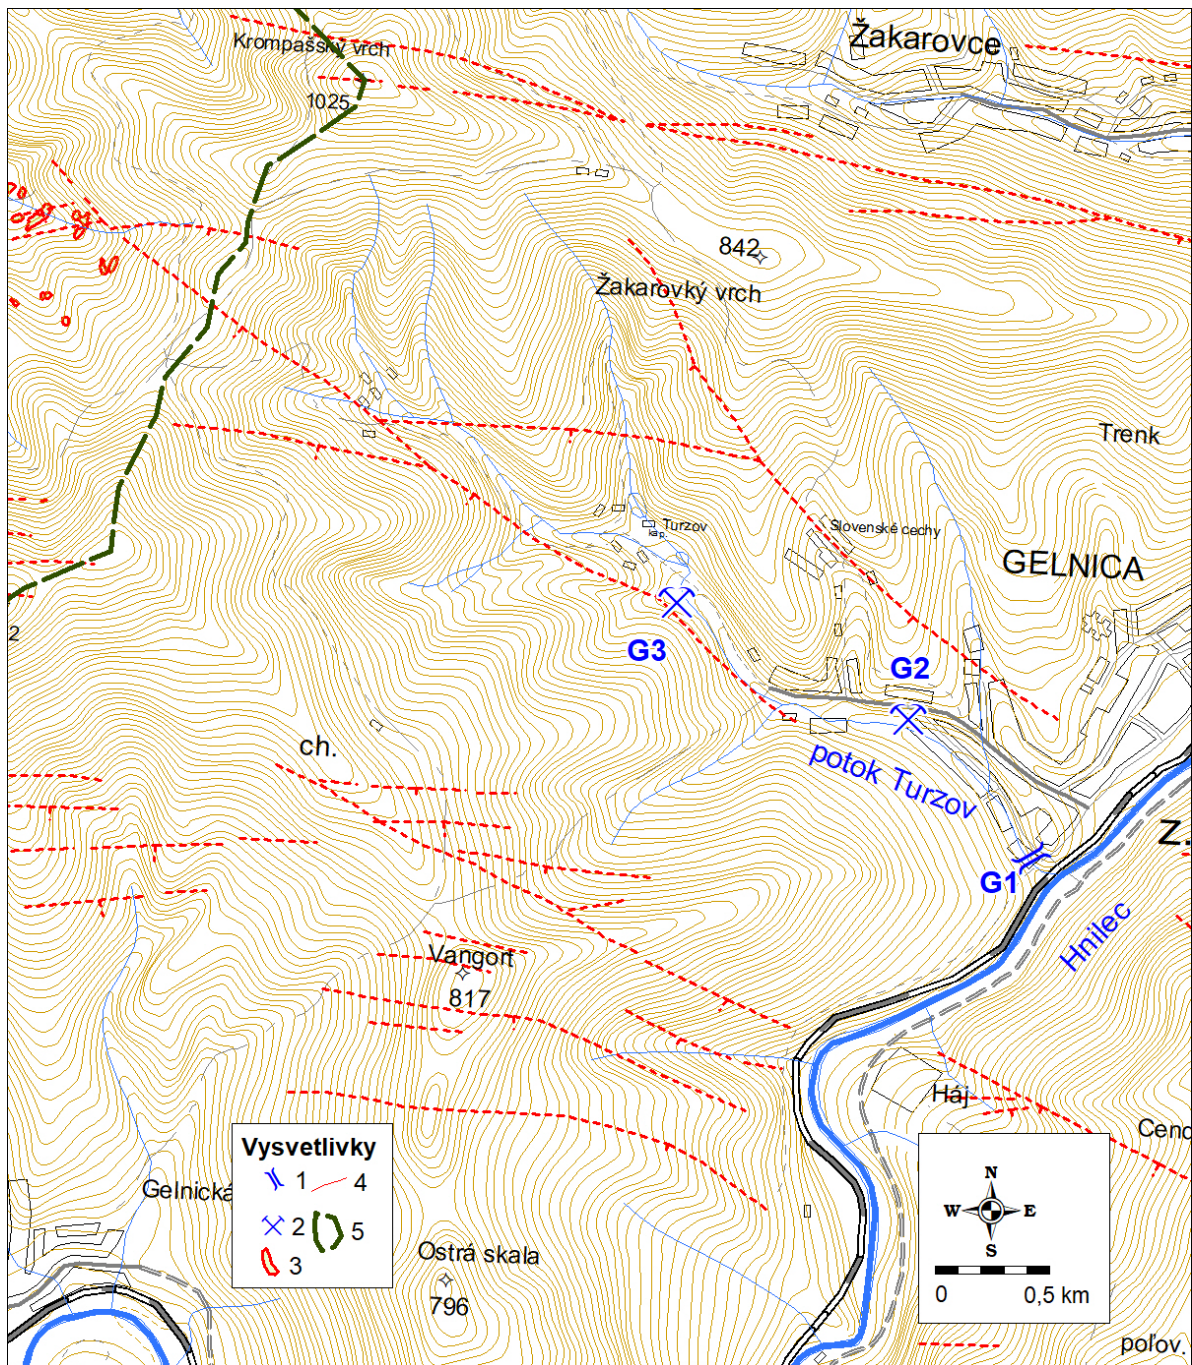 Žakarovce
Krompašský vrch
1025
842
Žakarovký vrch
Trenk
Turzov
kap.
Slovenské cechy
GELNICA
2
G3
G2
ch.
potok Turzov
Z.
G1
Hnilec
Vangort
817
Háj
Cend
Vysvetlivky
1
4
2
5
3
Gelnická
Ostrá skala
796
N
W
E
S
0
0,5 km
poľov.